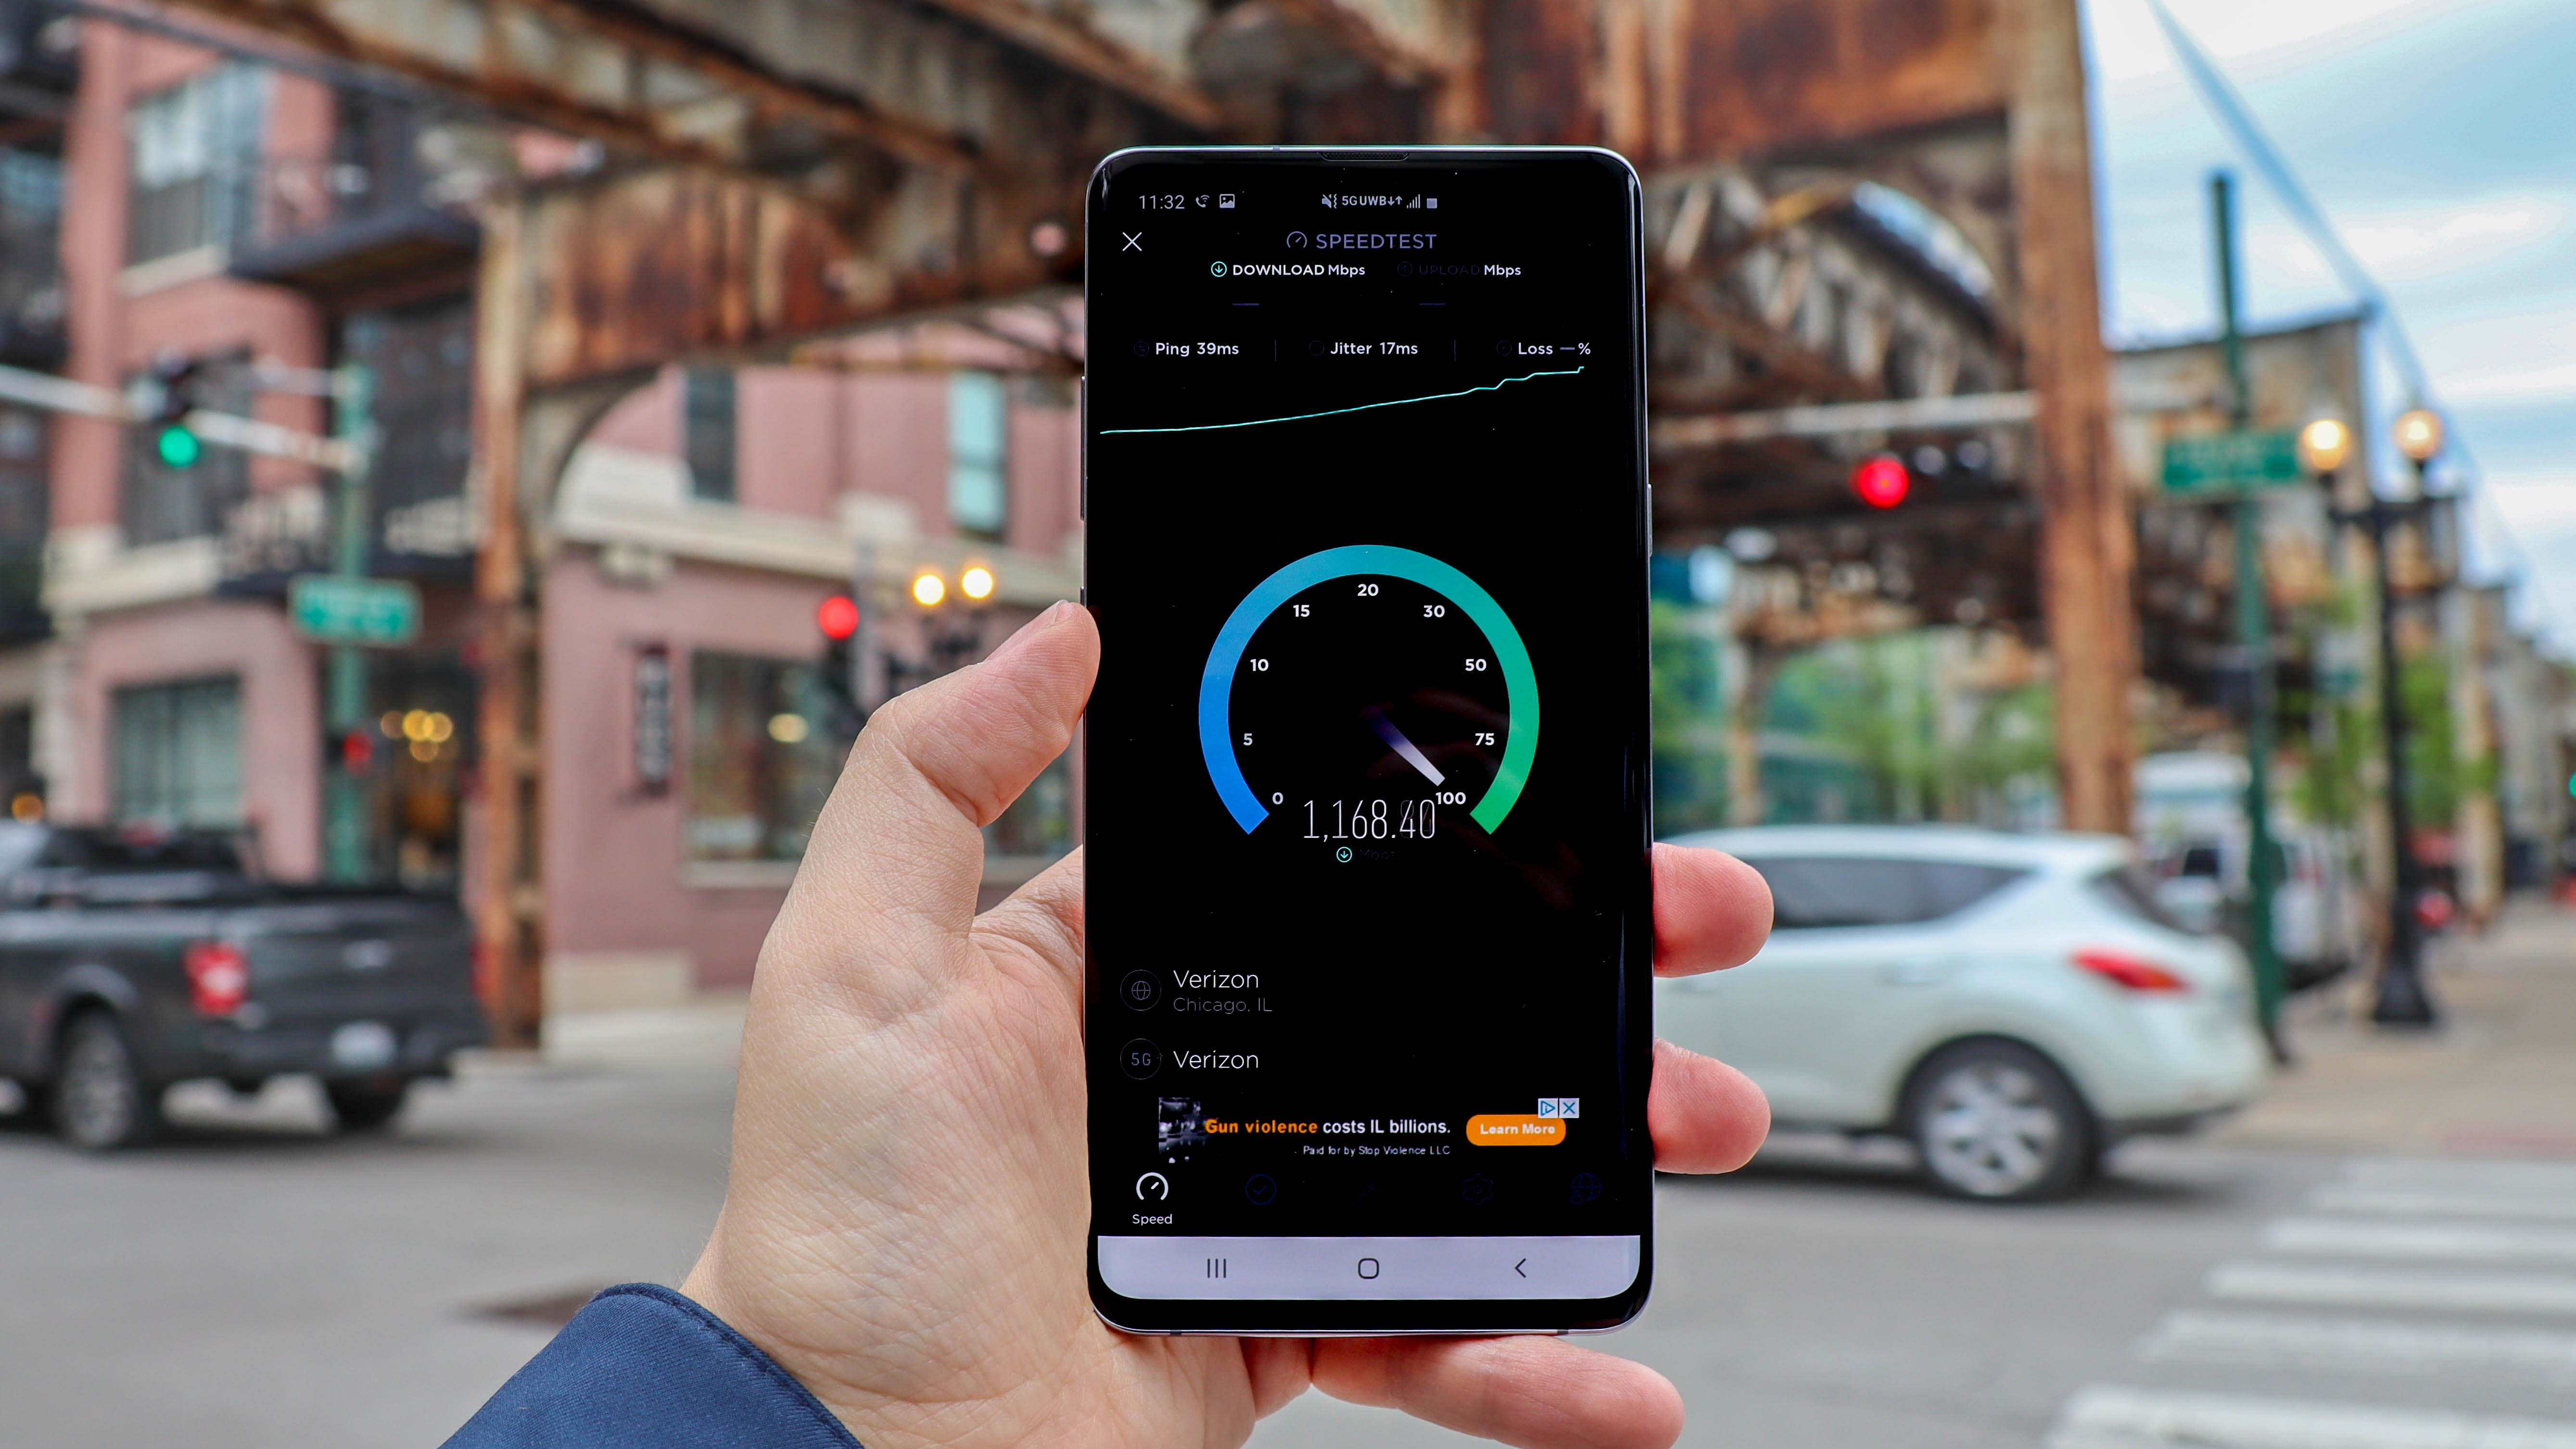 11:32 5GUWB
SPEEDTEST
DOWNLOAD Mbps UPLOAD Mbps
Ping 39ms Jitter 17ms Loss — %
20
15 30
10 50
5 75
0 100
1,168.40
Mbps
Verizon
Chicago, IL
5G Verizon
Gun violence costs IL billions.
Learn More
Paid for by Stop Violence LLC
Speed